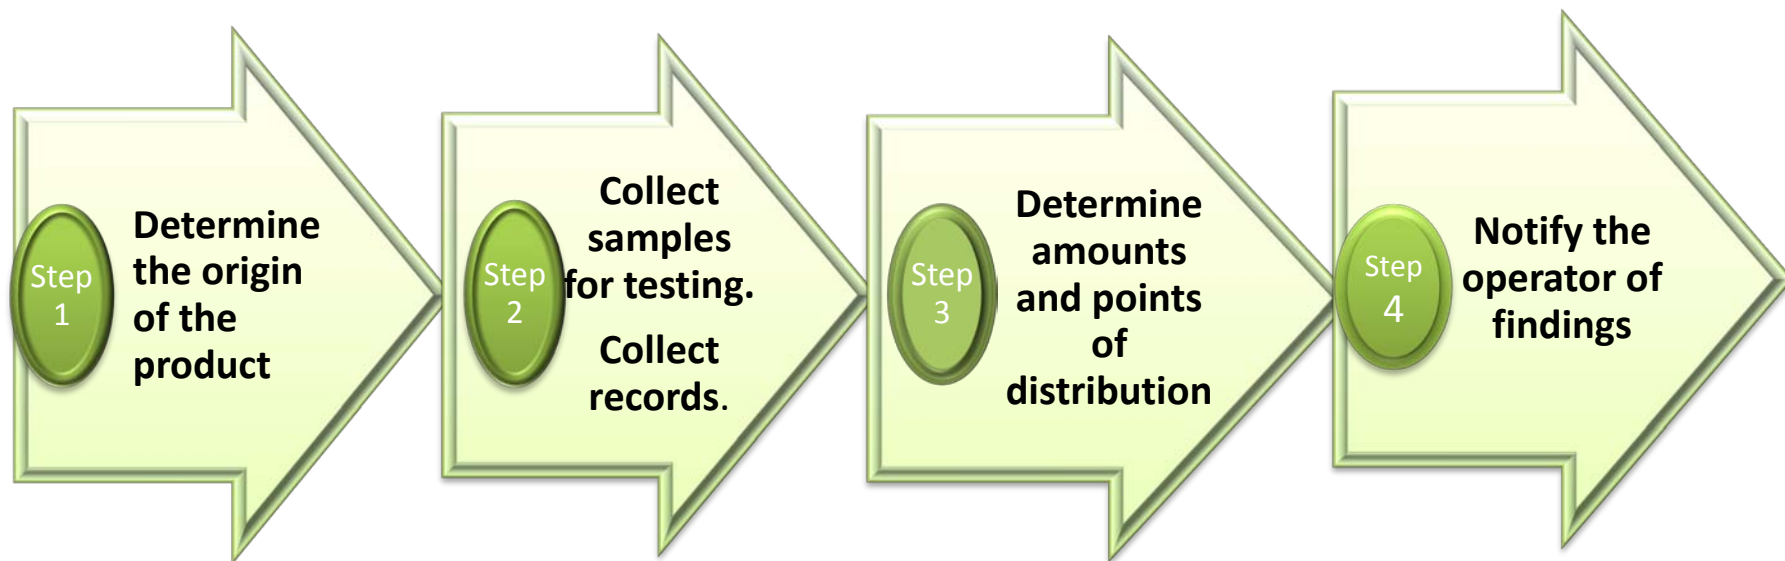 Step
1
Determine
the origin
of the
product
Step
2
Collect
samples
for testing.
Collect
records.
Step
3
Determine
amounts
and points
of
distribution
Step
4
Notify the
operator of
findings